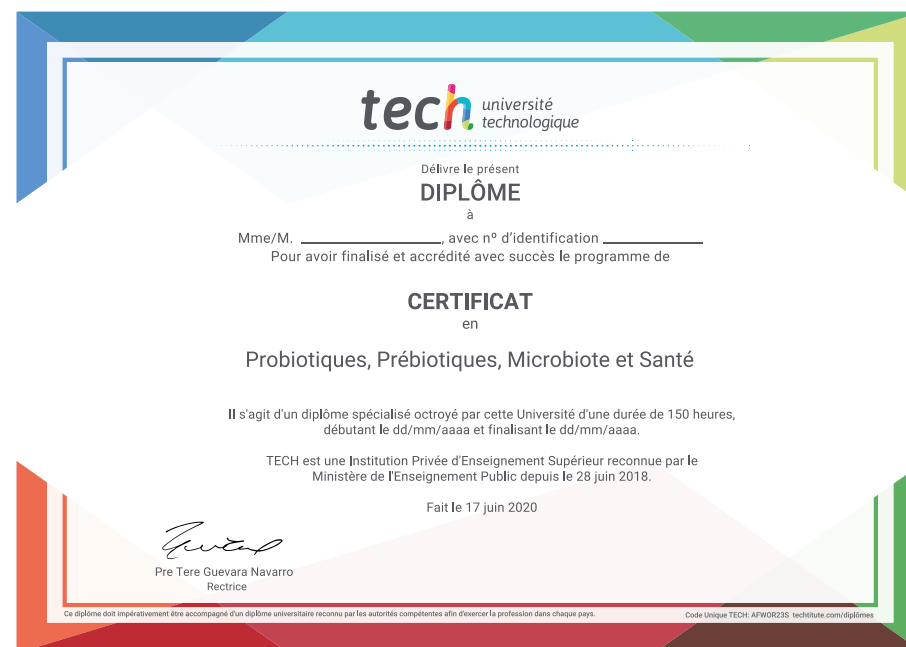 tech université
technologique
Délivre le présent
DIPLÔME
à
Mme/M. ____________________, avec nº d'identification ______________
Pour avoir finalisé et accrédité avec succès le programme de
CERTIFICAT
en
Probiotiques, Prébiotiques, Microbiote et Santé
Il s'agit d'un diplôme spécialisé octroyé par cette Université d'une durée de 150 heures,
débutant le dd/mm/aaaa et finalisant le dd/mm/aaaa.
TECH est une Institution Privée d'Enseignement Supérieur reconnue par le
Ministère de l'Enseignement Public depuis le 28 juin 2018.
Fait le 17 juin 2020
Pre Tere Guevara Navarro
Rectrice
Ce diplôme doit impérativement être accompagné d'un diplôme universitaire reconnu par les autorités compétentes afin d'exercer la profession dans chaque pays.
Code Unique TECH: AFWOR23S techtitute.com/diplômes